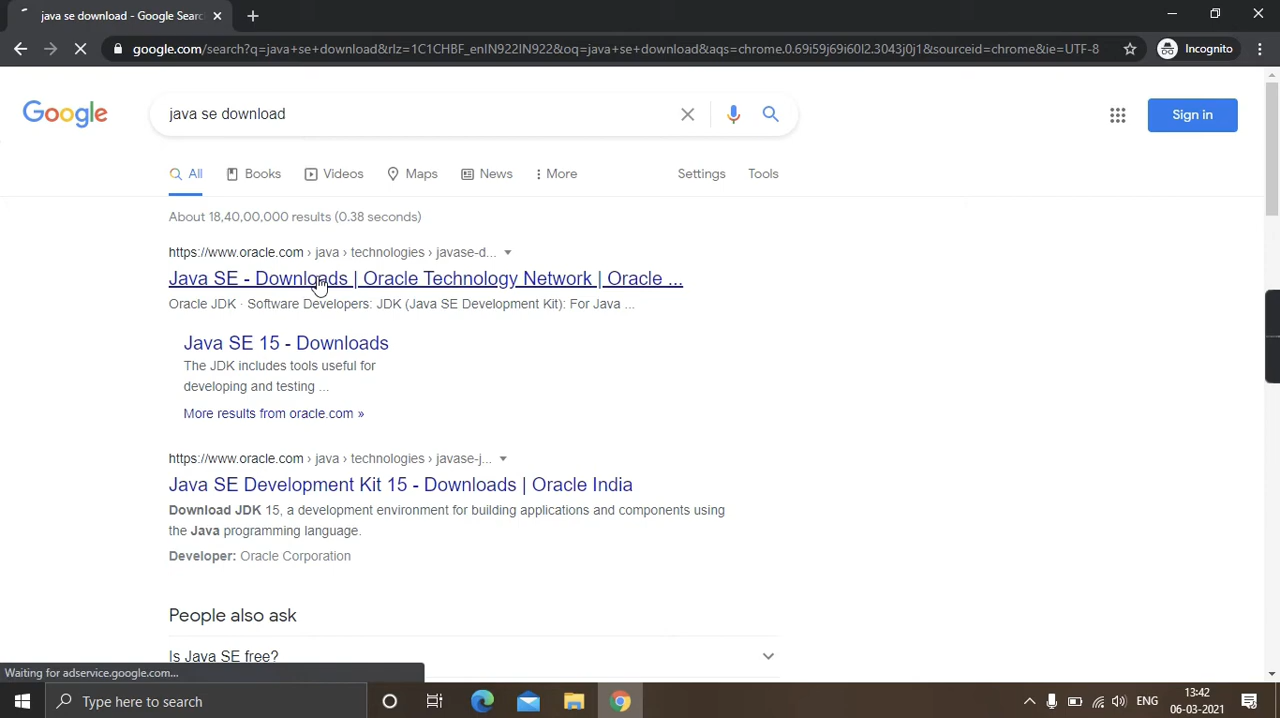 java se download - Google Sear
google.com/search?q=java+se+download&rlz=1C1CHBF_enIN922IN922&oq=java+se+download&aqs=chrome.0.69i59j69i60l2.3043j0j1&sourceid=chrome&ie=UTF-8
Incognito
Google
java se download
Sign in
All
Books
Videos
Maps
News
More
Settings
Tools
About 18,40,00,000 results (0.38 seconds)
https://www.oracle.com › java › technologies › javase-d...
Java SE - Downloads | Oracle Technology Network | Oracle ...
Oracle JDK · Software Developers: JDK (Java SE Development Kit): For Java ...
Java SE 15 - Downloads
The JDK includes tools useful for
developing and testing ...
More results from oracle.com »
https://www.oracle.com › java › technologies › javase-j...
Java SE Development Kit 15 - Downloads | Oracle India
Download JDK 15, a development environment for building applications and components using
the Java programming language.
Developer: Oracle Corporation
People also ask
Is Java SE free?
Waiting for adservice.google.com...
Type here to search
ENG
13:42
06-03-2021